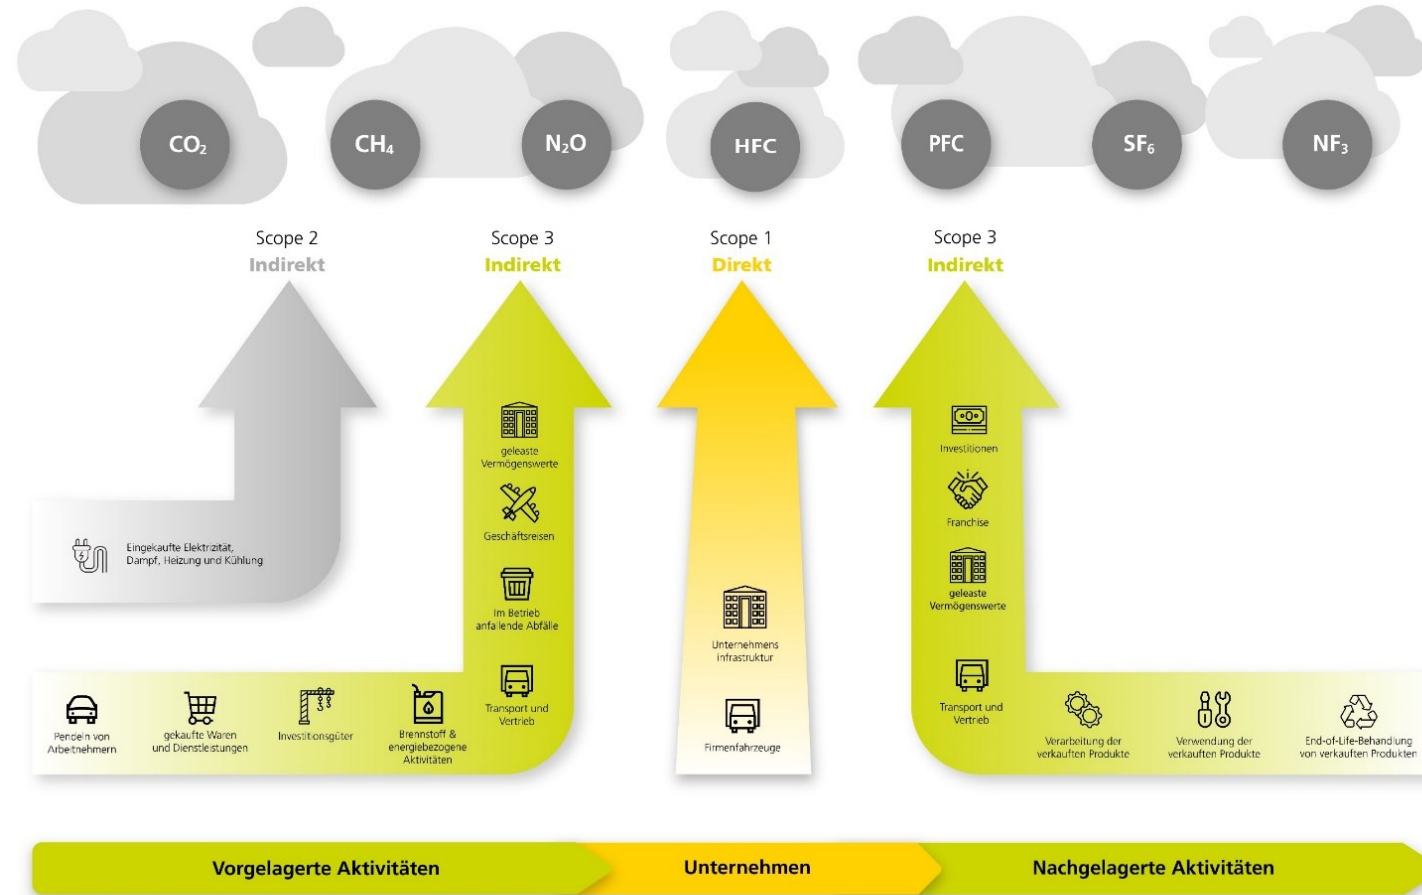 CO₂
CH₄
N₂O
HFC
PFC
SF₆
NF₃
Scope 2
Indirekt
Scope 3
Indirekt
Scope 1
Direkt
Scope 3
Indirekt
Eingekaufte Elektrizität,
Dampf, Heizung und Kühlung
geleaste
Vermögenswerte
Geschäftsreisen
Im Betrieb
anfallende Abfälle
Transport und
Vertrieb
Pendeln von
Arbeitnehmern
gekaufte Waren
und Dienstleistungen
Investitionsgüter
Brennstoff &
energiebezogene
Aktivitäten
Unternehmens
infrastruktur
Firmenfahrzeuge
Investitionen
Franchise
geleaste
Vermögenswerte
Transport und
Vertrieb
Verarbeitung der
verkauften Produkte
Verwendung der
verkauften Produkte
End-of-Life-Behandlung
von verkauften Produkten
Vorgelagerte Aktivitäten
Unternehmen
Nachgelagerte Aktivitäten